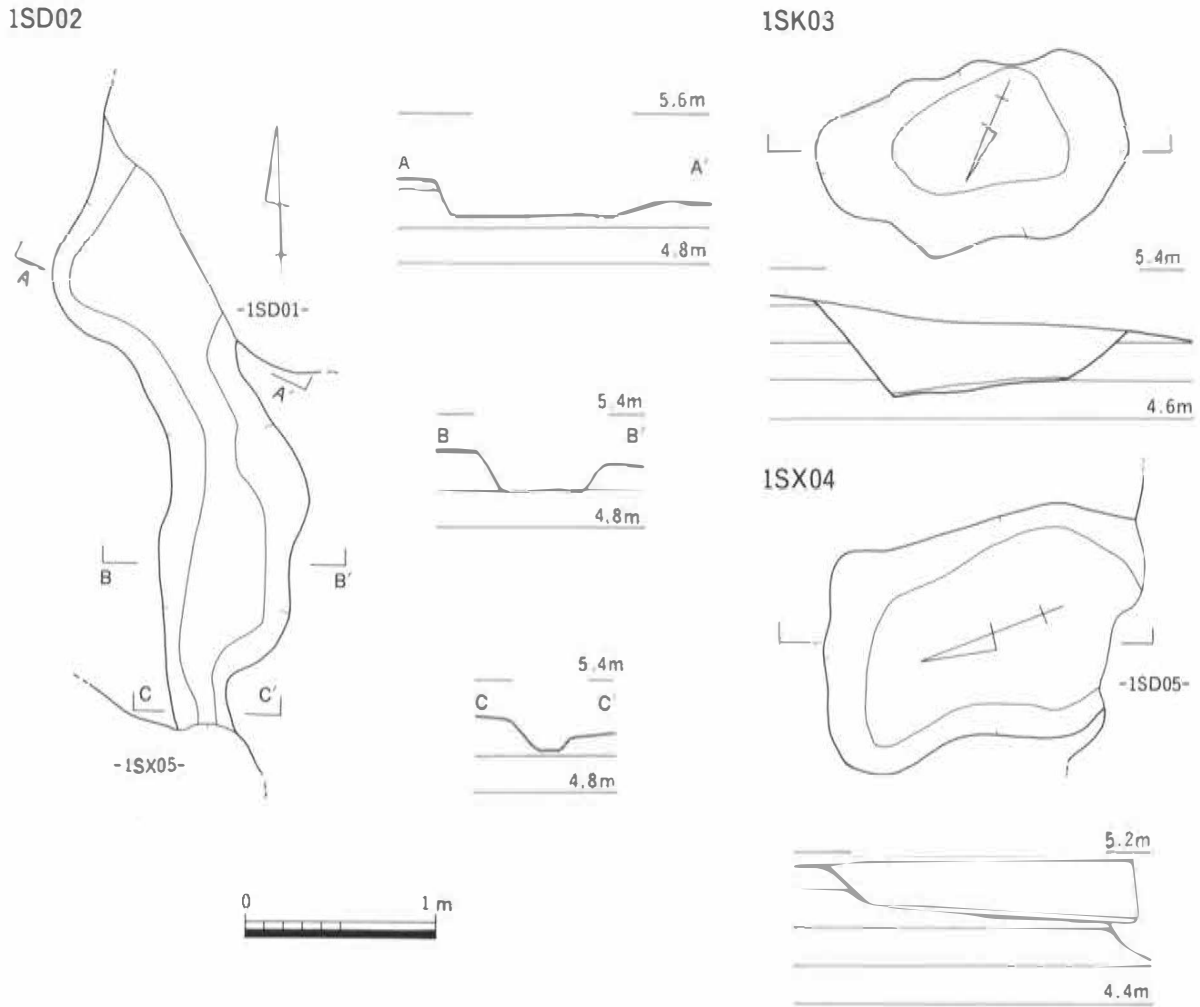 1SD02
A
-1SD01-
A'
B
B'
C
C'
-1SX05-
5.6m
A
A'
4.8m
5.4m
B
B'
4.8m
5.4m
C
C'
4.8m
0
1 m
1SK03
5.4m
4.6m
1SX04
-1SD05-
5.2m
4.4m